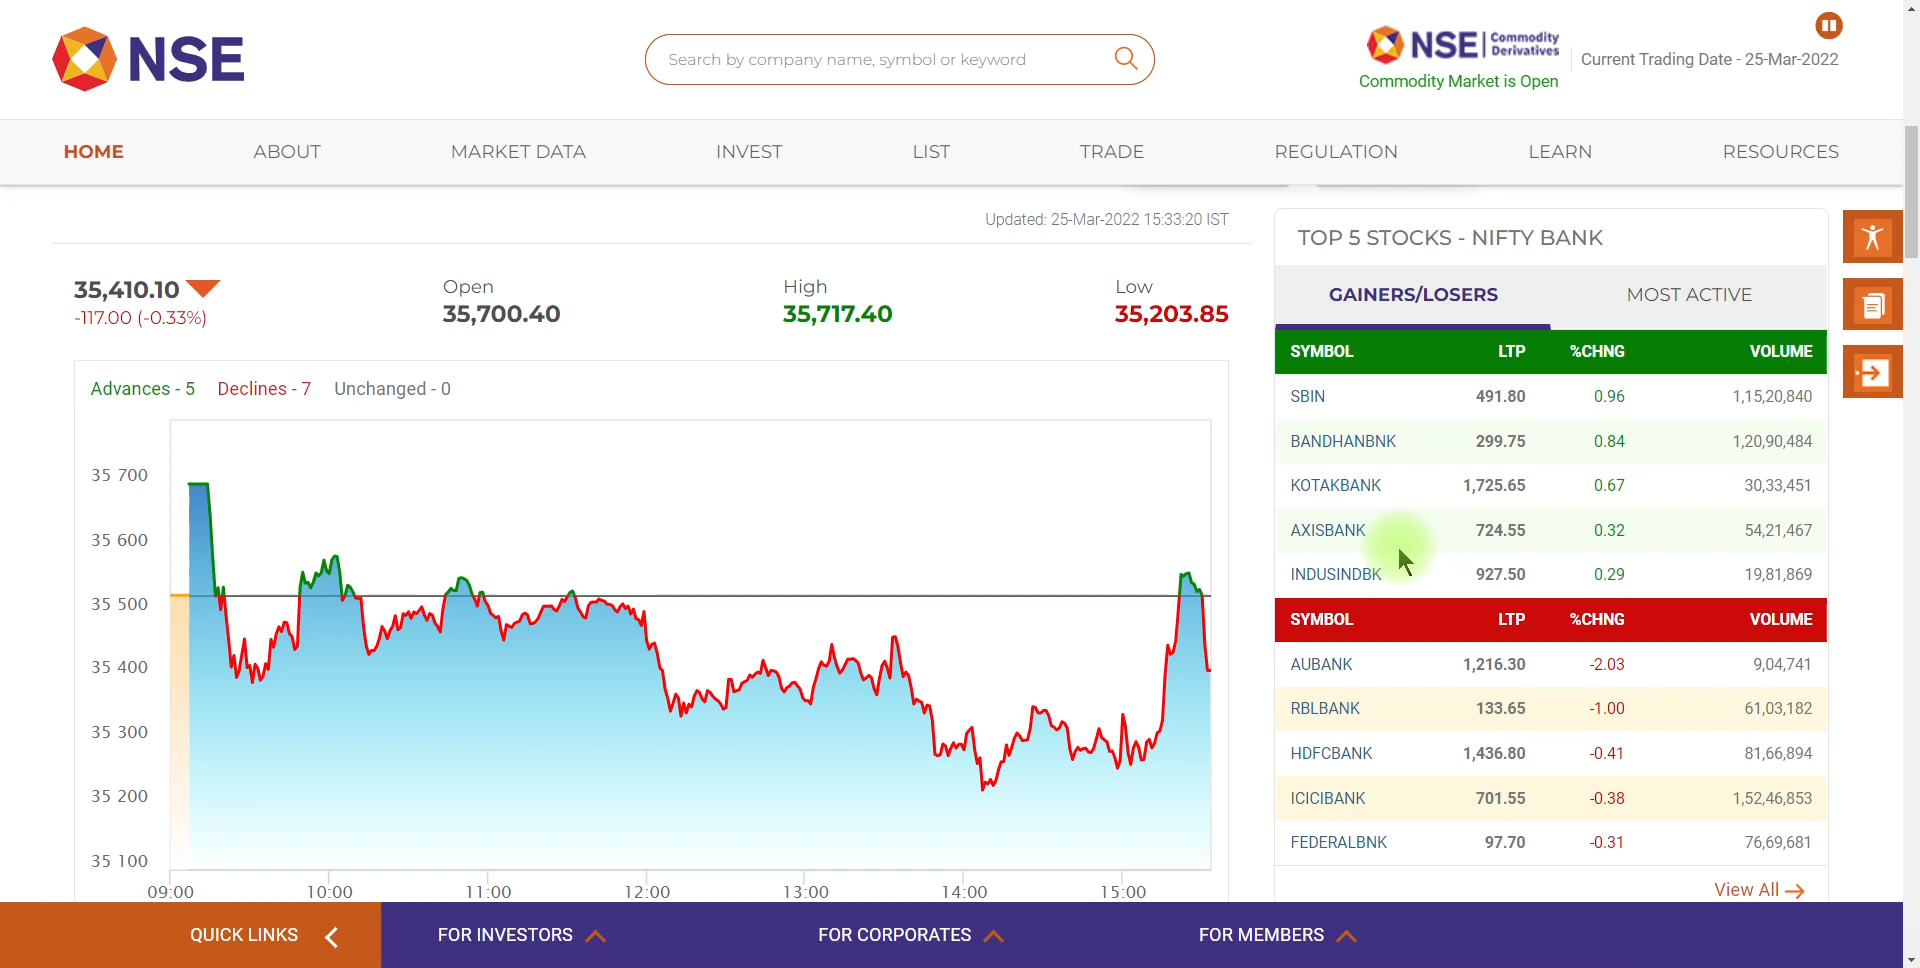 NSE
Search by company name, symbol or keyword
NSE | Commodity Derivatives
Commodity Market is Open
Current Trading Date - 25-Mar-2022
HOME ABOUT MARKET DATA INVEST LIST TRADE REGULATION LEARN RESOURCES
Updated: 25-Mar-2022 15:33:20 IST
35,410.10
-117.00 (-0.33%)
Open
35,700.40
High
35,717.40
Low
35,203.85
Advances - 5 Declines - 7 Unchanged - 0
35 700
35 600
35 500
35 400
35 300
35 200
35 100
09:00 10:00 11:00 12:00 13:00 14:00 15:00
TOP 5 STOCKS - NIFTY BANK
GAINERS/LOSERS MOST ACTIVE
SYMBOL LTP %CHNG VOLUME
SBIN 491.80 0.96 1,15,20,840
BANDHANBNK 299.75 0.84 1,20,90,484
KOTAKBANK 1,725.65 0.67 30,33,451
AXISBANK 724.55 0.32 54,21,467
INDUSINDBK 927.50 0.29 19,81,869
SYMBOL LTP %CHNG VOLUME
AUBANK 1,216.30 -2.03 9,04,741
RBLBANK 133.65 -1.00 61,03,182
HDFCBANK 1,436.80 -0.41 81,66,894
ICICIBANK 701.55 -0.38 1,52,46,853
FEDERALBNK 97.70 -0.31 76,69,681
View All
QUICK LINKS FOR INVESTORS FOR CORPORATES FOR MEMBERS